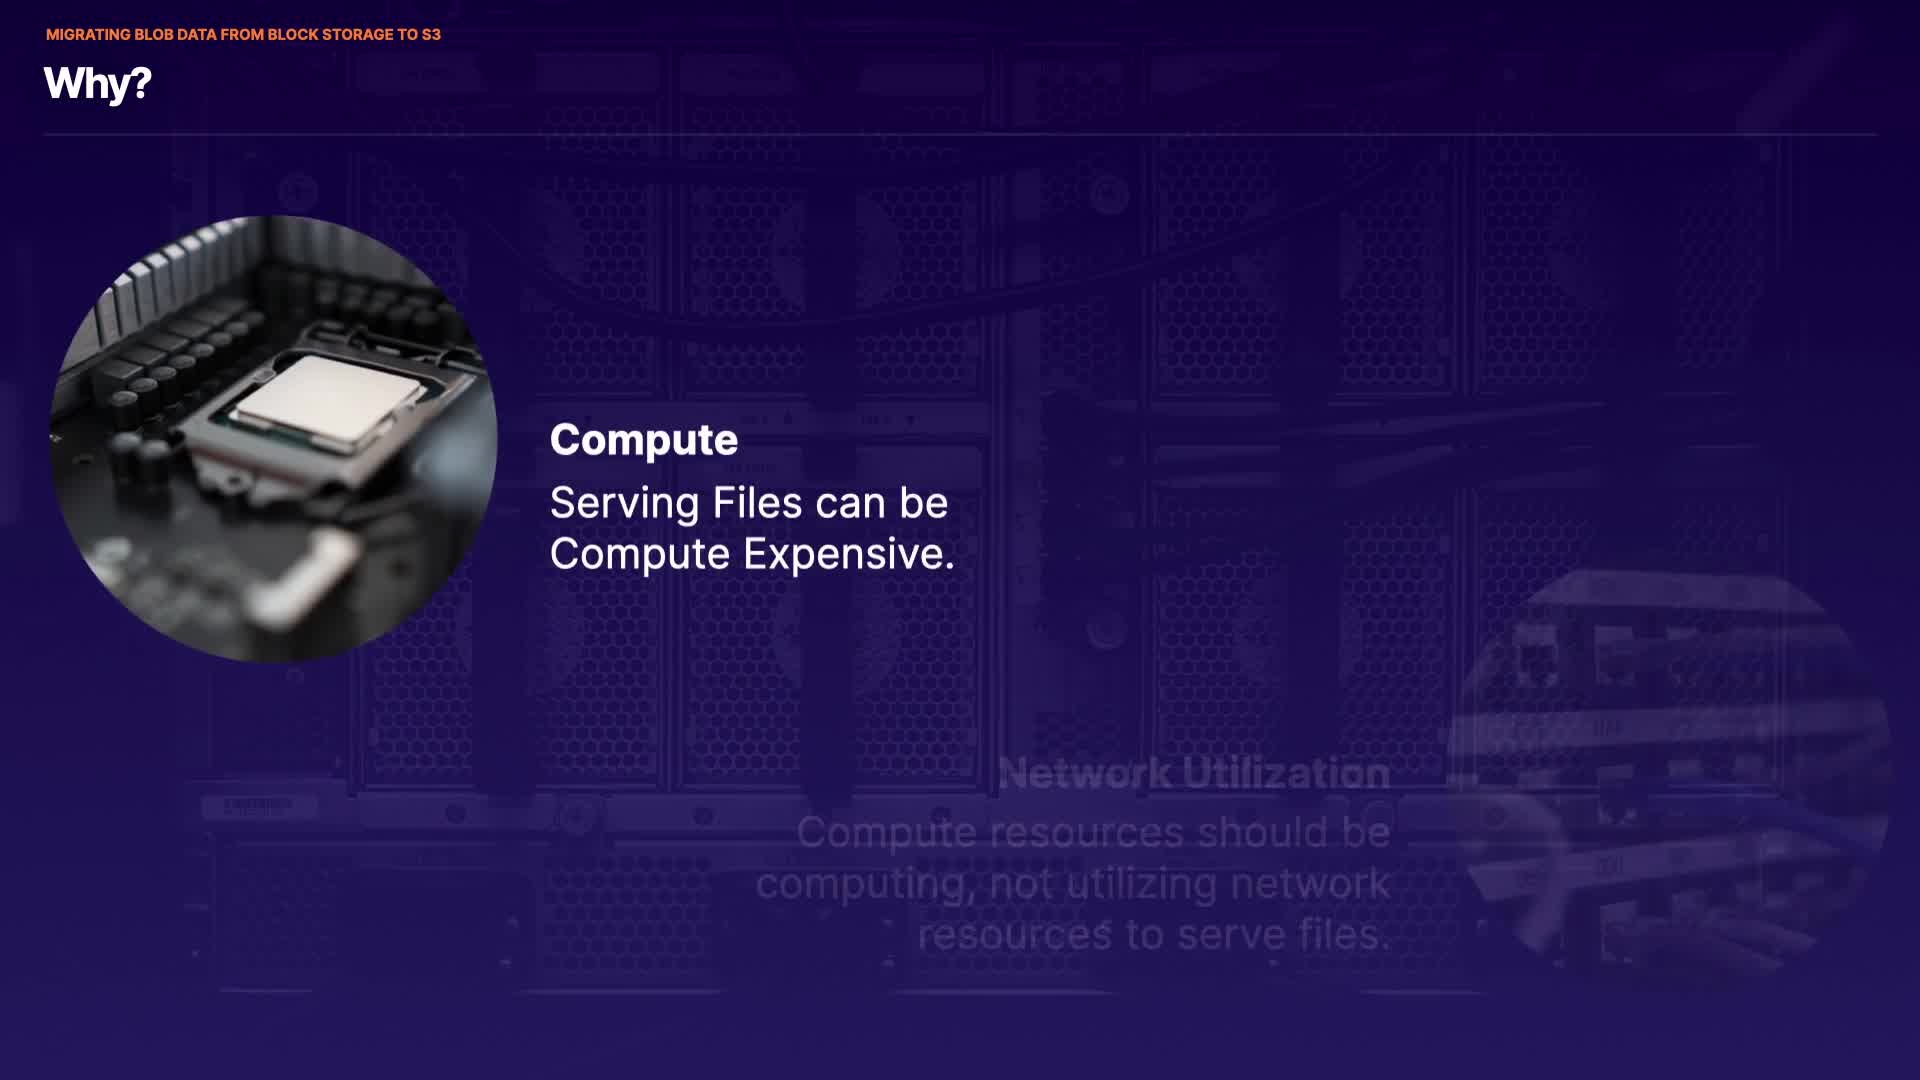 MIGRATING BLOB DATA FROM BLOCK STORAGE TO S3
Why?
Compute
Serving Files can be
Compute Expensive.
Network Utilization
Compute resources should be
computing, not utilizing network
resources to serve files.